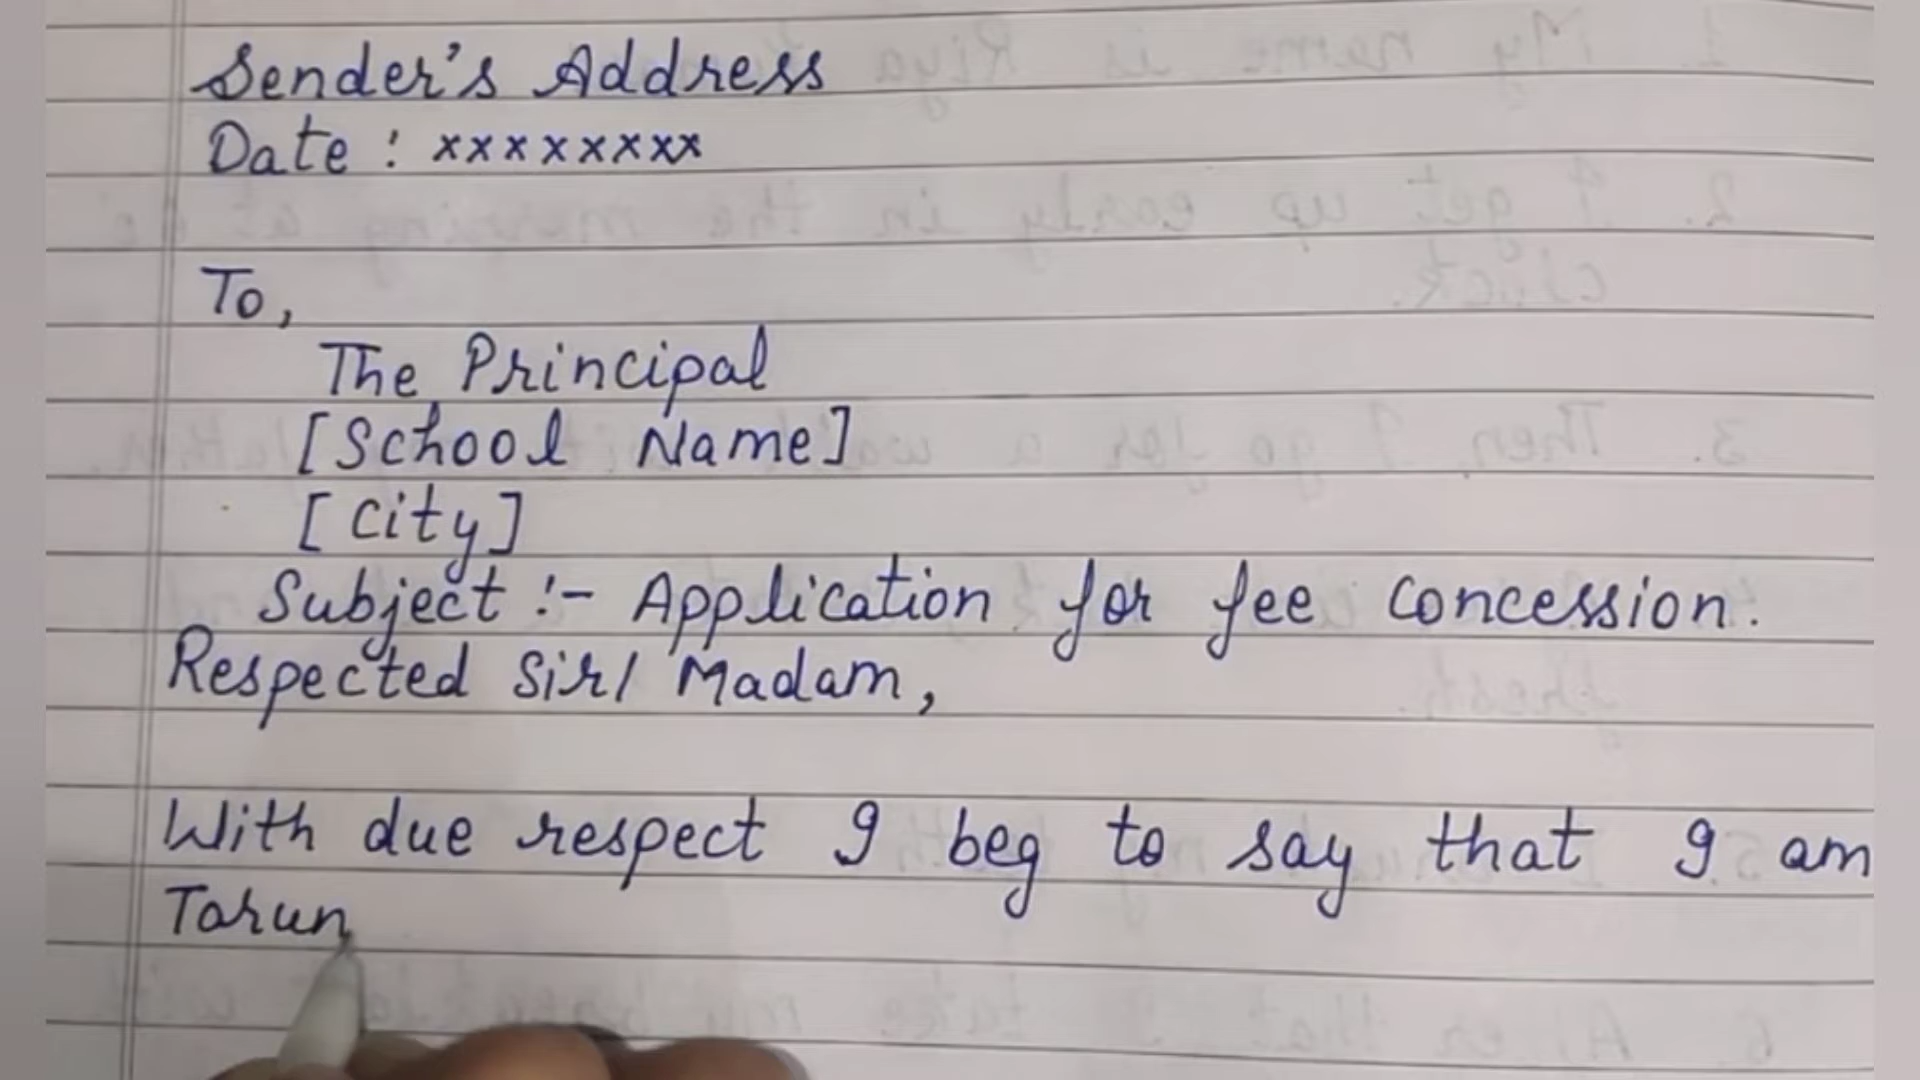 Sender's Address
Date : xxxxxxxx
To,
The Principal
[School Name]
[City]
Subject :- Application for fee concession.
Respected Sir/ Madam,
With due respect I beg to say that I am
Tarun